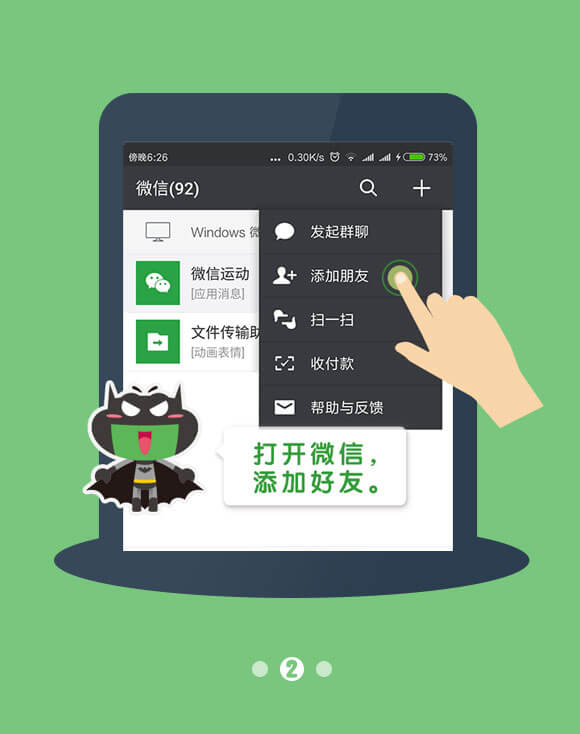 傍晚6:26
... 0.30K/s 73%
微信(92)
Windows 微
发起群聊
微信运动
[应用消息]
添加朋友
扫一扫
文件传输助
[动画表情]
收付款
帮助与反馈
打开微信，
添加好友。
2